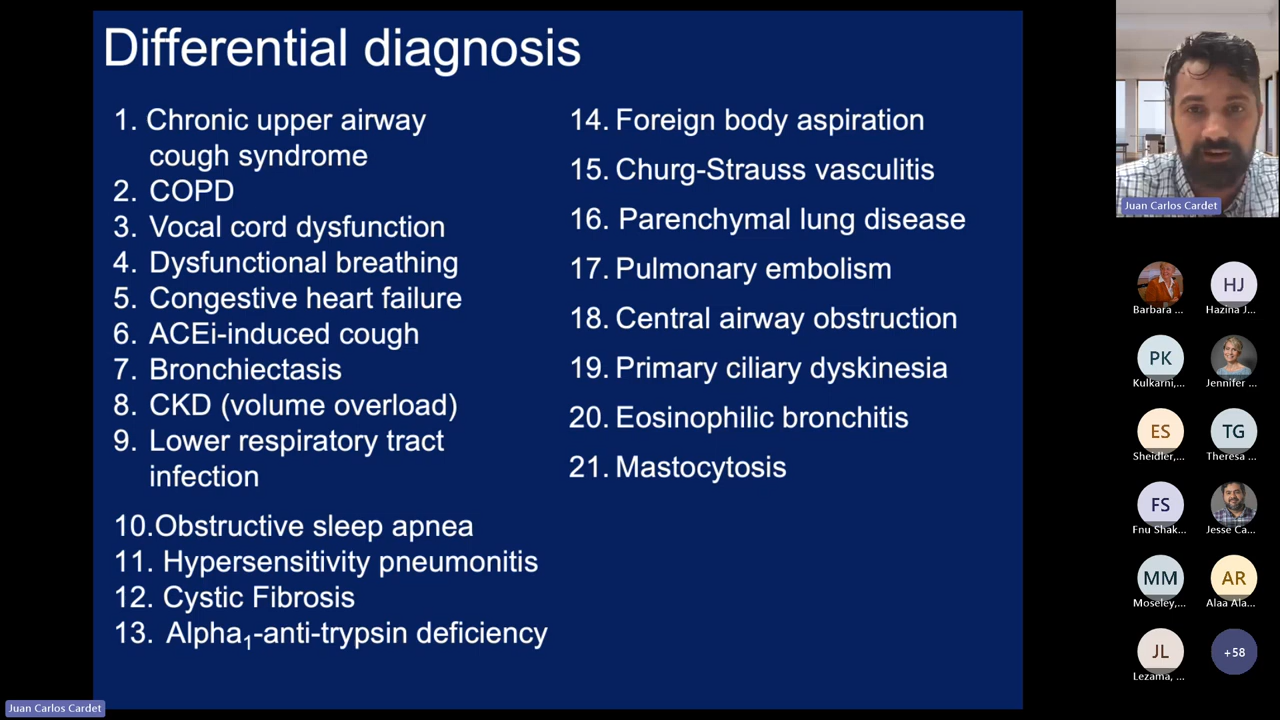 Differential diagnosis
1. Chronic upper airway
cough syndrome
2. COPD
3. Vocal cord dysfunction
4. Dysfunctional breathing
5. Congestive heart failure
6. ACEi-induced cough
7. Bronchiectasis
8. CKD (volume overload)
9. Lower respiratory tract
infection
10.Obstructive sleep apnea
11. Hypersensitivity pneumonitis
12. Cystic Fibrosis
13. Alpha₁-anti-trypsin deficiency
14. Foreign body aspiration
15. Churg-Strauss vasculitis
16. Parenchymal lung disease
17. Pulmonary embolism
18. Central airway obstruction
19. Primary ciliary dyskinesia
20. Eosinophilic bronchitis
21. Mastocytosis
Juan Carlos Cardet
HJ
Barbara ...
Hazina J...
PK
Kulkarni,...
Jennifer ...
ES
TG
Sheidler,...
Theresa ...
FS
Fnu Shak...
Jesse Ca...
MM
AR
Moseley,...
Alaa Ala...
JL
+58
Lezama, ...
Juan Carlos Cardet